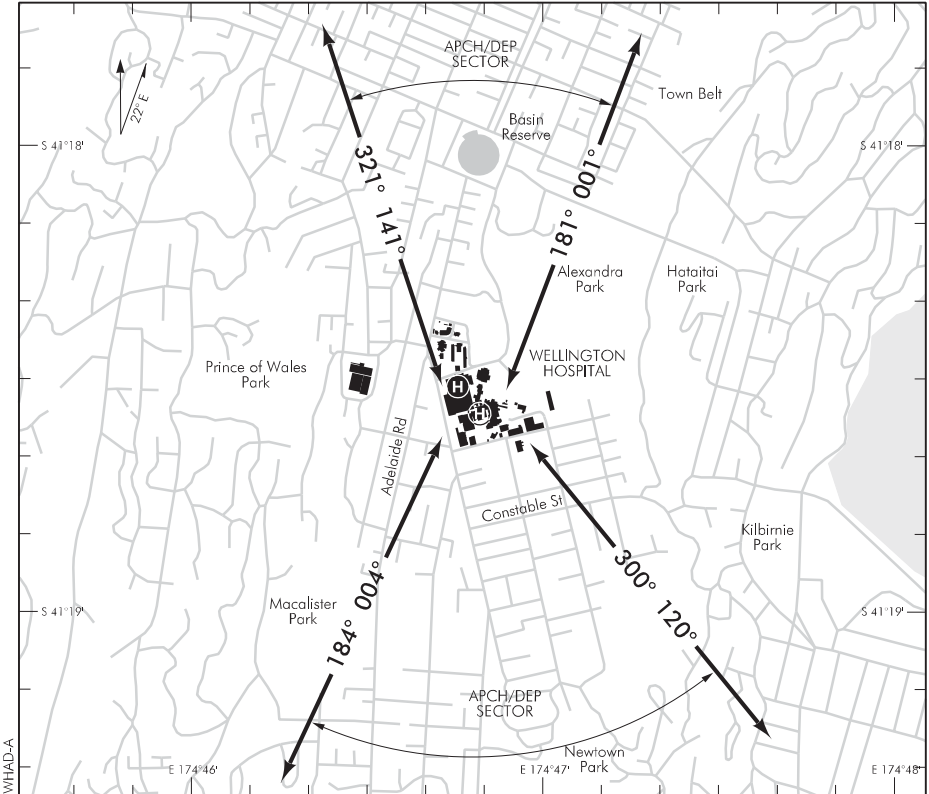 APCH/DEP
SECTOR
Town Belt
22° E
Basin
Reserve
S 41°18'
S 41°18'
321° 141°
181° 001°
Alexandra
Park
Hataitai
Park
WELLINGTON
HOSPITAL
Prince of Wales
Park
H
H
Adelaide Rd
Constable St
Kilbirnie
Park
300° 120°
184° 004°
Macalister
Park
S 41°19'
S 41°19'
APCH/DEP
SECTOR
Newtown
Park
WHAD-A
E 174°46'
E 174°47'
E 174°48'